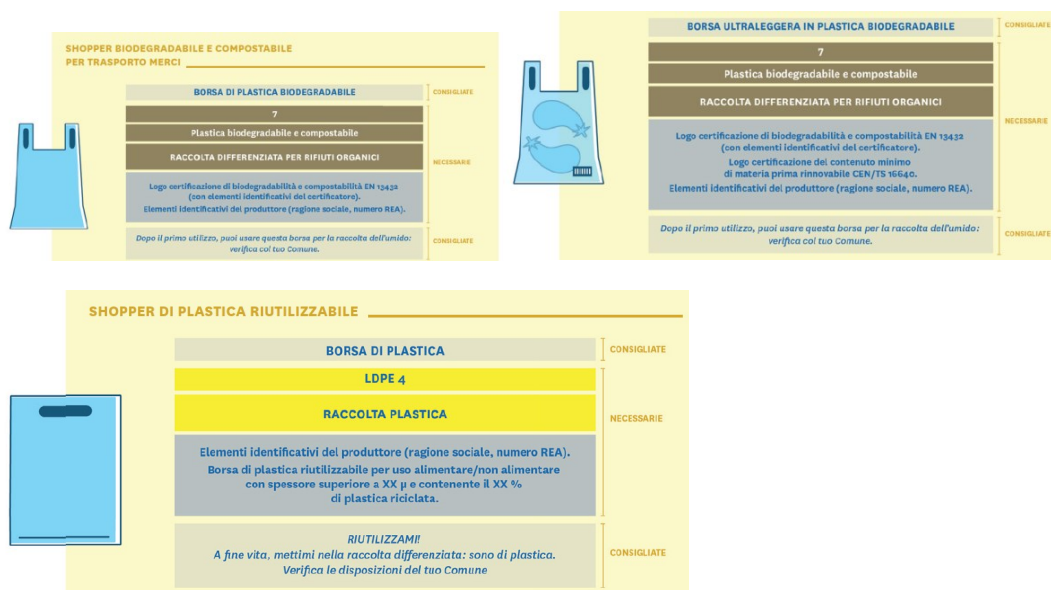 SHOPPER BIODEGRADABILE E COMPOSTABILE
PER TRASPORTO MERCI
BORSA DI PLASTICA BIODEGRADABILE
CONSIGLIATE
7
Plastica biodegradabile e compostabile
RACCOLTA DIFFERENZIATA PER RIFIUTI ORGANICI
NECESSARIE
Logo certificazione di biodegradabilità e compostabilità EN 13432
(con elementi identificativi del certificatore).
Elementi identificativi del produttore (ragione sociale, numero REA).
Dopo il primo utilizzo, puoi usare questa borsa per la raccolta dell'umido:
verifica col tuo Comune.
CONSIGLIATE
BORSA ULTRALEGGERA IN PLASTICA BIODEGRADABILE
CONSIGLIATE
7
Plastica biodegradabile e compostabile
RACCOLTA DIFFERENZIATA PER RIFIUTI ORGANICI
NECESSARIE
Logo certificazione di biodegradabilità e compostabilità EN 13432
(con elementi identificativi del certificatore).
Logo certificazione del contenuto minimo
di materia prima rinnovabile CEN/TS 16640.
Elementi identificativi del produttore (ragione sociale, numero REA).
Dopo il primo utilizzo, puoi usare questa borsa per la raccolta dell'umido:
verifica col tuo Comune.
CONSIGLIATE
SHOPPER DI PLASTICA RIUTILIZZABILE
BORSA DI PLASTICA
CONSIGLIATE
LDPE 4
RACCOLTA PLASTICA
NECESSARIE
Elementi identificativi del produttore (ragione sociale, numero REA).
Borsa di plastica riutilizzabile per uso alimentare/non alimentare
con spessore superiore a XX µ e contenente il XX %
di plastica riciclata.
RIUTILIZZAMI!
A fine vita, mettimi nella raccolta differenziata: sono di plastica.
Verifica le disposizioni del tuo Comune
CONSIGLIATE